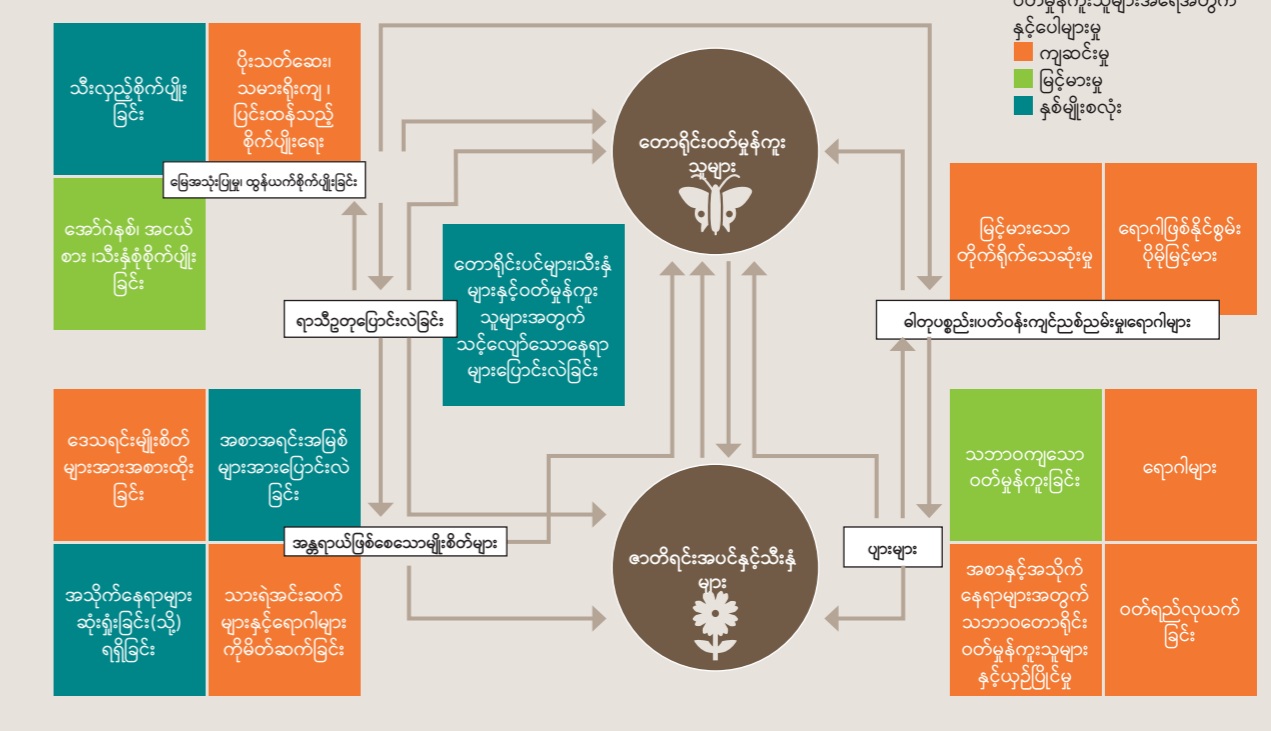 ဝတ်မှုန်ကူးသူများအရေအတွက်
နှင့်ပေါများမှု
ကျဆင်းမှု
မြင့်မားမှု
နှစ်မျိုးစလုံး
သီးလှည့်စိုက်ပျိုး
ခြင်း
ပိုးသတ်ဆေး၊
သမားရိုးကျ ၊
ပြင်းထန်သည့်
စိုက်ပျိုးရေး
မြေအသုံးပြုမှု၊ ထွန်ယက်စိုက်ပျိုးခြင်း
အော်ဂဲနစ်၊ အငယ်
စား ၊သီးနှံစုံစိုက်ပျိုး
ခြင်း
ရာသီဥတုပြောင်းလဲခြင်း
တောရိုင်းပင်များ၊သီးနှံ
များနှင့်ဝတ်မှုန်ကူး
သူများအတွက်
သင့်လျော်သောနေရာ
များပြောင်းလဲခြင်း
တောရိုင်းဝတ်မှုန်ကူး
သူများ
မြင့်မားသော
တိုက်ရိုက်သေဆုံးမှု
ရောဂါဖြစ်နိုင်စွမ်း
ပိုမိုမြင့်မား
ဓါတုပစ္စည်း၊ပတ်ဝန်းကျင်ညစ်ညမ်းမှု၊ရောဂါများ
ဒေသရင်းမျိုးစိတ်
များအားအစားထိုး
ခြင်း
အစာအရင်းအမြစ်
များအားပြောင်းလဲ
ခြင်း
အန္တရာယ်ဖြစ်စေသောမျိုးစိတ်များ
အသိုက်နေရာများ
ဆုံးရှုံးခြင်း(သို့)
ရရှိခြင်း
သားရဲအင်းဆက်
များနှင့်ရောဂါများ
ကိုမိတ်ဆက်ခြင်း
ဇာတိရင်းအပင်နှင့်သီးနှံ
များ
ပျားများ
သဘာဝကျသော
ဝတ်မှုန်ကူးခြင်း
ရောဂါများ
အစာနှင့်အသိုက်
နေရာများအတွက်
သဘာဝတောရိုင်း
ဝတ်မှုန်ကူးသူများ
နှင့်ယှဉ်ပြိုင်မှု
ဝတ်ရည်လုယက်
ခြင်း